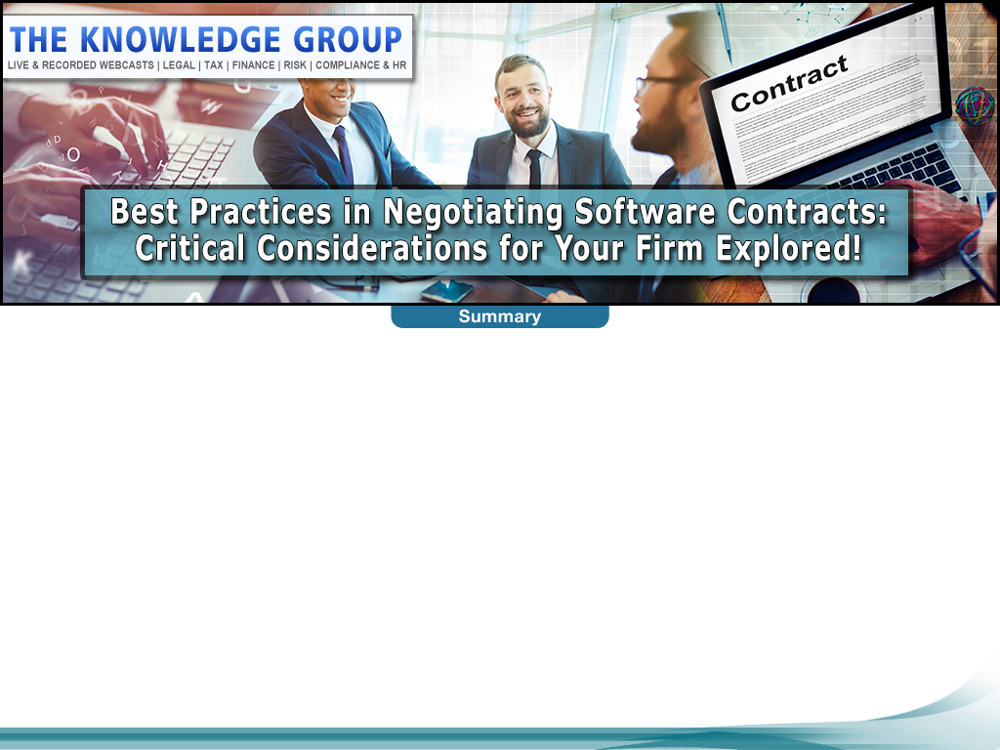 THE KNOWLEDGE GROUP
LIVE & RECORDED WEBCASTS | LEGAL | TAX | FINANCE | RISK | COMPLIANCE & HR
Contract
Best Practices in Negotiating Software Contracts:
Critical Considerations for Your Firm Explored!
Summary